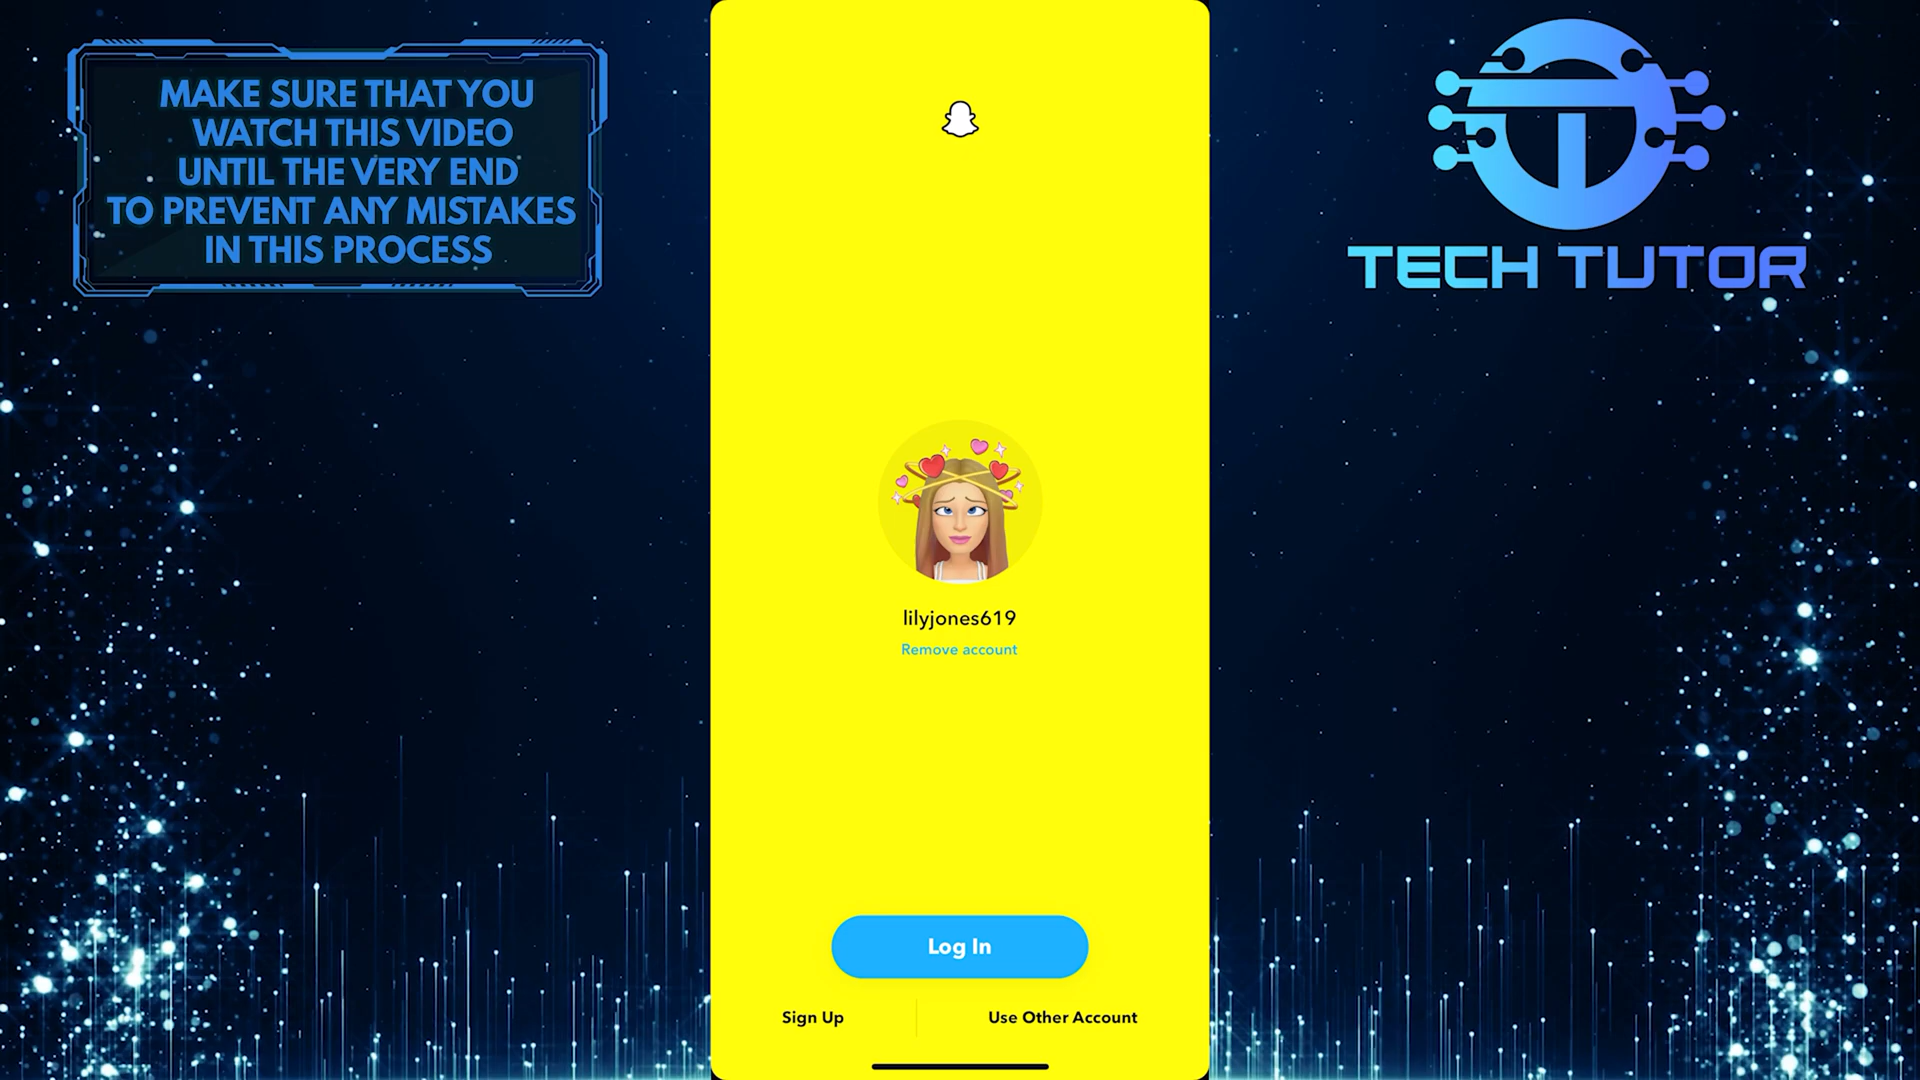 MAKE SURE THAT YOU
WATCH THIS VIDEO
UNTIL THE VERY END
TO PREVENT ANY MISTAKES
IN THIS PROCESS
TECH TUTOR
lilyjones619
Remove account
Log In
Sign Up
Use Other Account